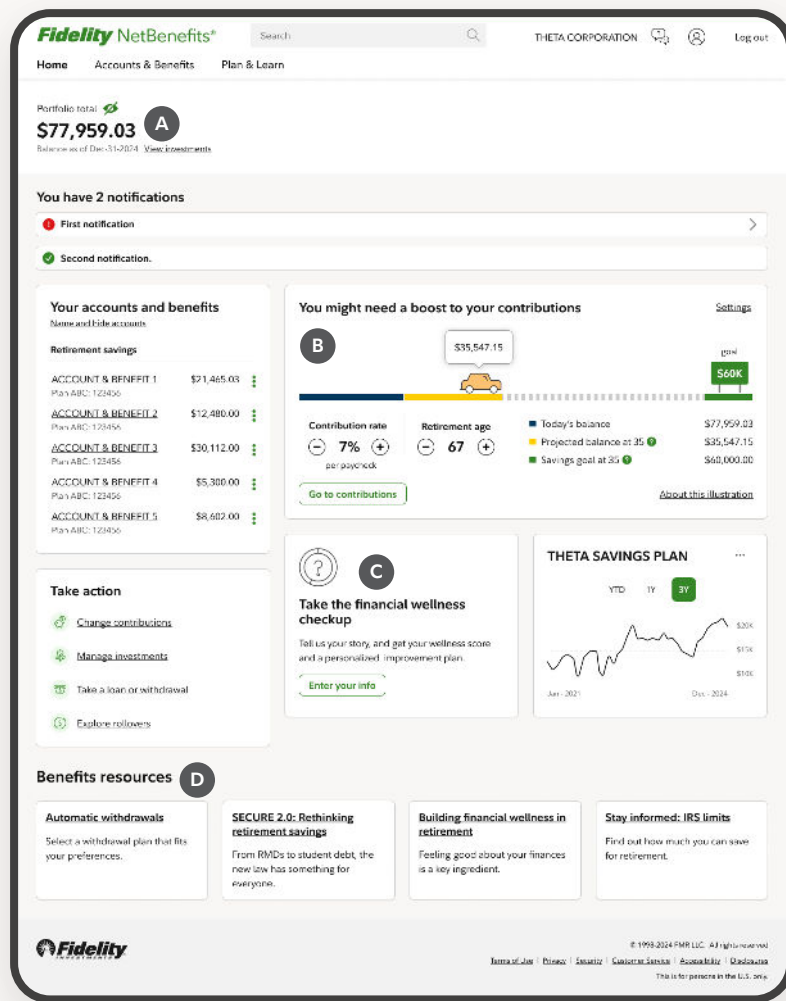 Fidelity NetBenefits®
Search
THETA CORPORATION
Log out
Home
Accounts & Benefits
Plan & Learn
Portfolio total
$77,959.03
A
Balance as of Dec-31-2024 View investments
You have 2 notifications
First notification
Second notification.
Your accounts and benefits
Name and hide accounts
Retirement savings
ACCOUNT & BENEFIT 1 $21,465.03
Plan ABC: 123456
ACCOUNT & BENEFIT 2 $12,480.00
Plan ABC: 123456
ACCOUNT & BENEFIT 3 $30,112.00
Plan ABC: 123456
ACCOUNT & BENEFIT 4 $5,300.00
Plan ABC: 123456
ACCOUNT & BENEFIT 5 $8,602.00
Plan ABC: 123456
You might need a boost to your contributions
Settings
B
$35,547.15
goal
$60K
Contribution rate
7%
per paycheck
Retirement age
67
Today's balance $77,959.03
Projected balance at 35 $35,547.15
Savings goal at 35 $60,000.00
Go to contributions
About this illustration
Take action
Change contributions
Manage investments
Take a loan or withdrawal
Explore rollovers
C
Take the financial wellness
checkup
Tell us your story, and get your wellness score
and a personalized improvement plan.
Enter your info
THETA SAVINGS PLAN
YTD 1Y 3Y
$20K
$15K
$10K
Jan - 2021
Dec - 2024
Benefits resources
D
Automatic withdrawals
Select a withdrawal plan that fits
your preferences.
SECURE 2.0: Rethinking
retirement savings
From RMDs to student debt, the
new law has something for
everyone.
Building financial wellness in
retirement
Feeling good about your finances
is a key ingredient.
Stay informed: IRS limits
Find out how much you can save
for retirement.
Fidelity
INVESTMENTS
© 1998-2024 FMR LLC. All rights reserved
Terms of Use | Privacy | Security | Customer Service | Accessibility | Disclosures
This is for persons in the U.S. only.